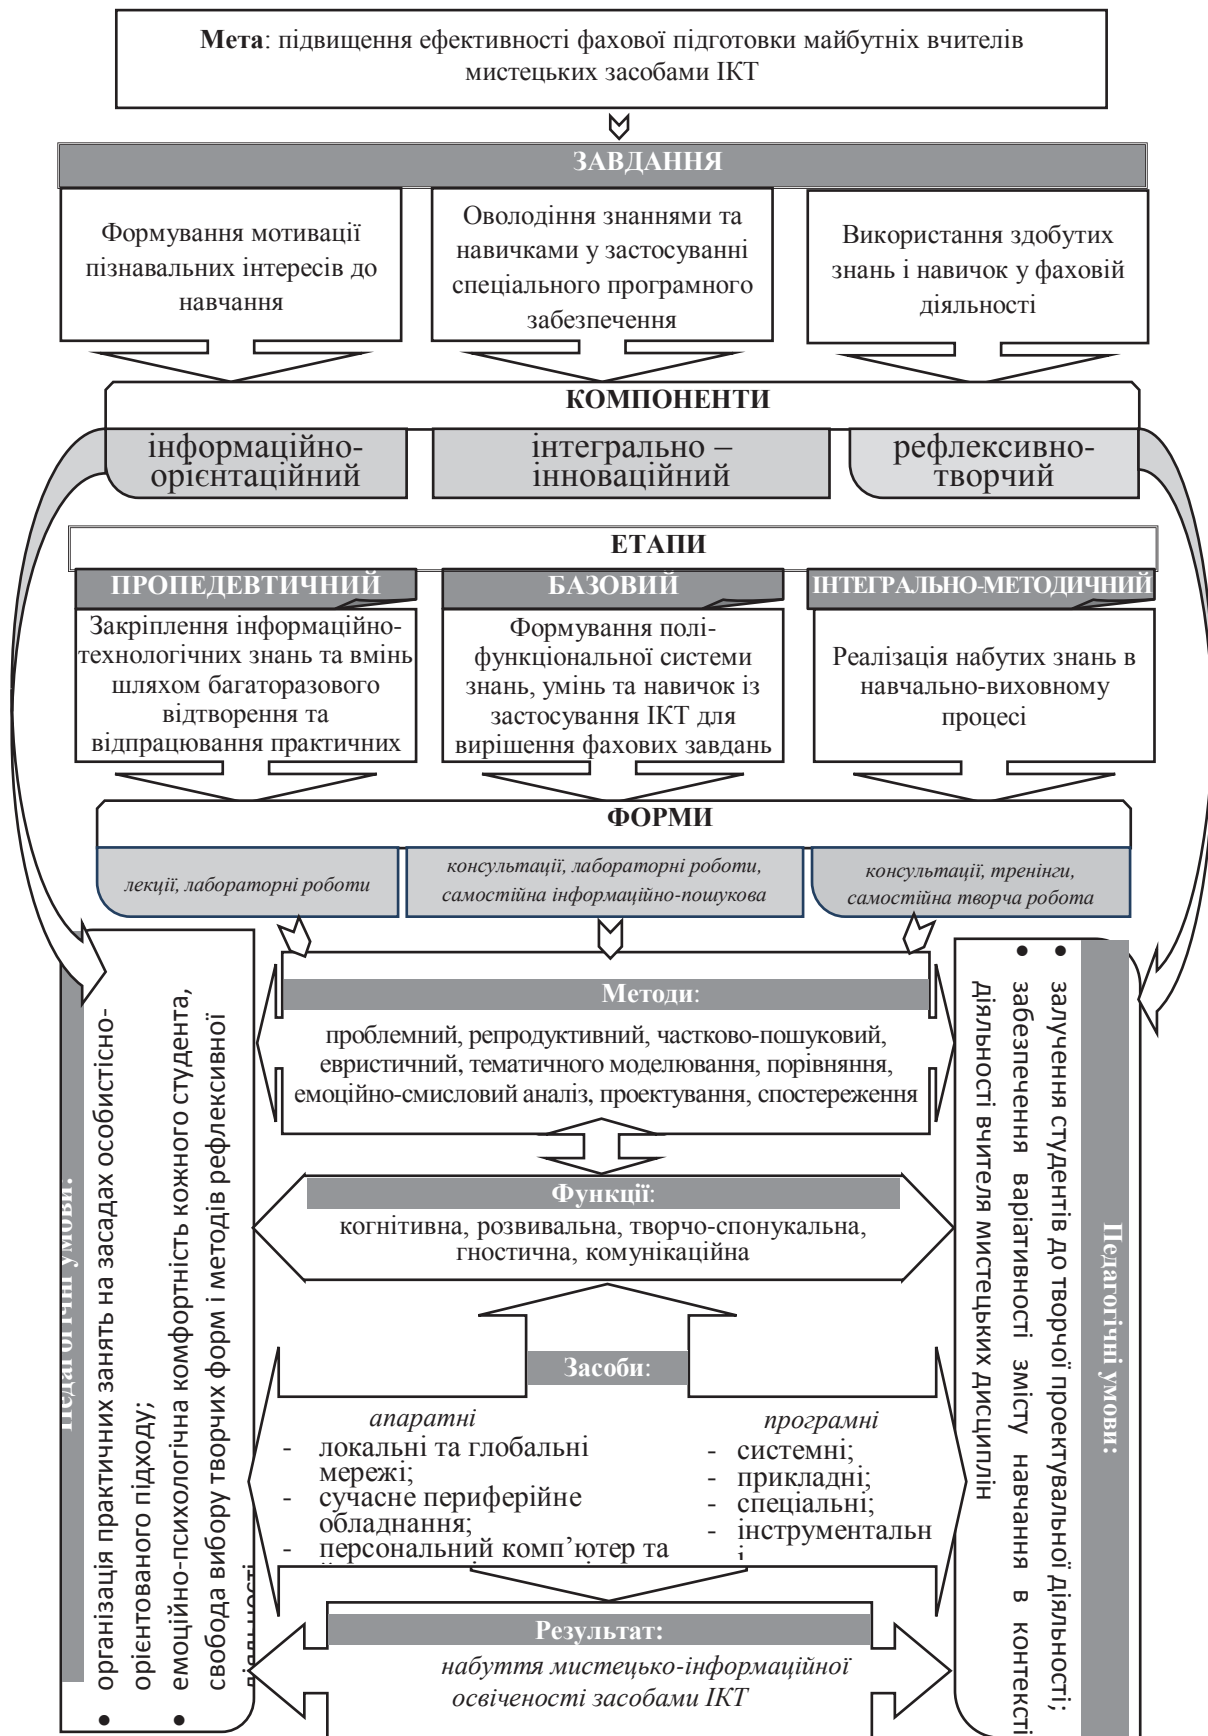 Мета: підвищення ефективності фахової підготовки майбутніх вчителів
мистецьких засобами ІКТ
ЗАВДАННЯ
Формування мотивації
пізнавальних інтересів до
навчання
Оволодіння знаннями та
навичками у застосуванні
спеціального програмного
забезпечення
Використання здобутих
знань і навичок у фаховій
діяльності
КОМПОНЕНТИ
інформаційно-
орієнтаційний
інтегрально –
інноваційний
рефлексивно-
творчий
ЕТАПИ
ПРОПЕДЕВТИЧНИЙ
Закріплення інформаційно-
технологічних знань та вмінь
шляхом багаторазового
відтворення та
відпрацювання практичних
БАЗОВИЙ
Формування полі-
функціональної системи
знань, умінь та навичок із
застосування ІКТ для
вирішення фахових завдань
ІНТЕГРАЛЬНО-МЕТОДИЧНИЙ
Реалізація набутих знань в
навчально-виховному
процесі
ФОРМИ
лекції, лабораторні роботи
консультації, лабораторні роботи,
самостійна інформаційно-пошукова
консультації, тренінги,
самостійна творча робота
Педагогічні умови:
• організація практичних занять на засадах особистісно-
орієнтованого підходу;
• емоційно-психологічна комфортність кожного студента,
свобода вибору творчих форм і методів рефлексивної
діяльності
Методи:
проблемний, репродуктивний, частково-пошуковий,
евристичний, тематичного моделювання, порівняння,
емоційно-смисловий аналіз, проектування, спостереження
Функції:
когнітивна, розвивальна, творчо-спонукальна,
гностична, комунікаційна
Засоби:
апаратні
- локальні та глобальні
мережі;
- сучасне периферійне
обладнання;
- персональний комп’ютер та
програмні
- системні;
- прикладні;
- спеціальні;
- інструментальн
і
Результат:
набуття мистецько-інформаційної
освіченості засобами ІКТ
Педагогічні умови:
• залучення студентів до творчої проектувальної діяльності;
• забезпечення варіативності змісту навчання в контексті
діяльності вчителя мистецьких дисциплін